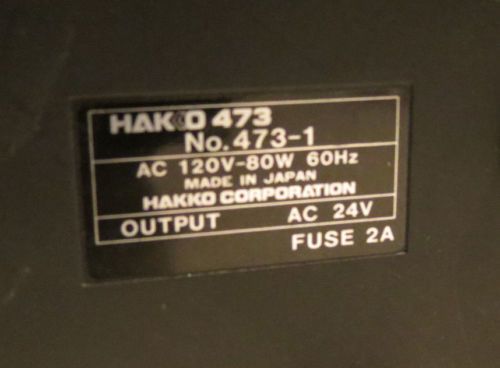 HAKKO 473
No.473-1
AC 120V-80W 60Hz
MADE IN JAPAN
HAKKO CORPORATION
OUTPUT AC 24V
FUSE 2A